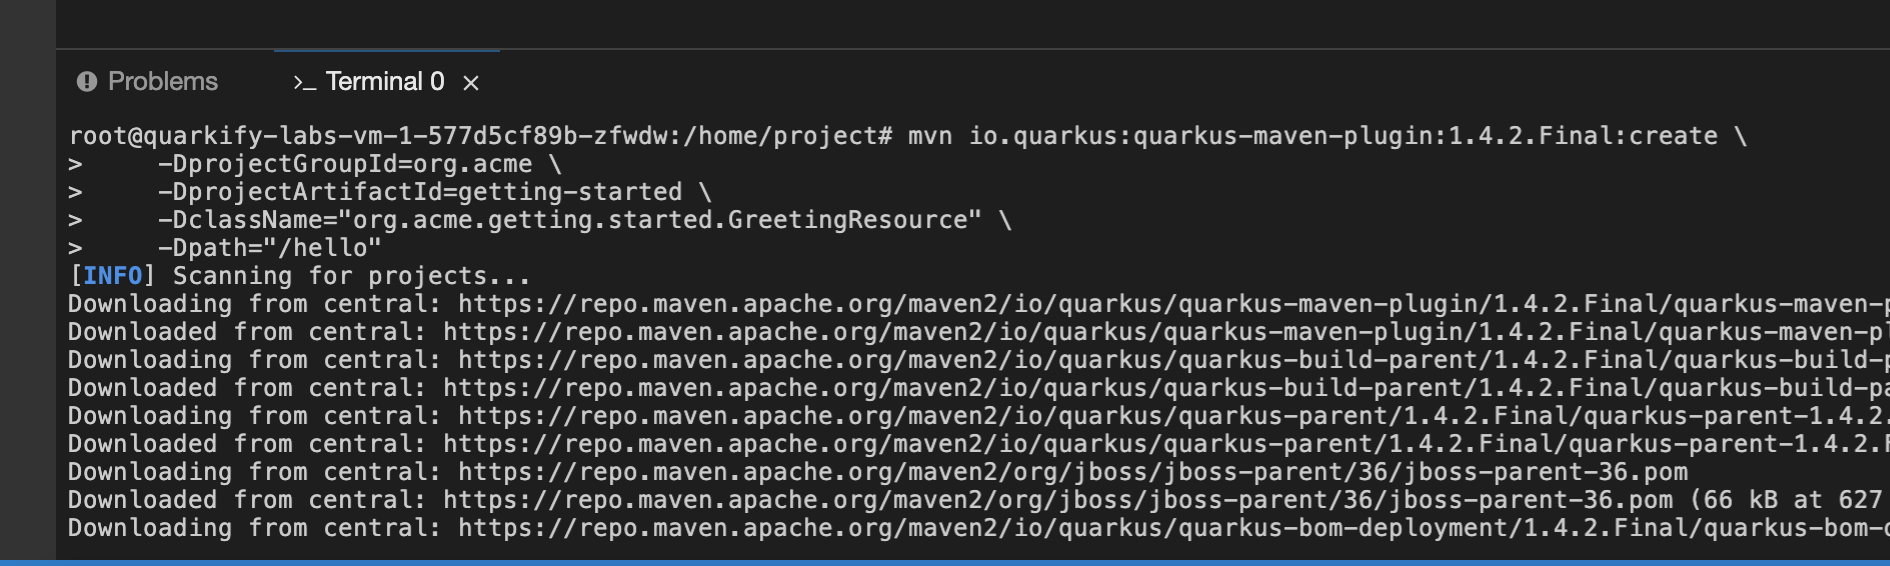 Problems
>_ Terminal 0 ×
root@quarkify-labs-vm-1-577d5cf89b-zfwdw:/home/project# mvn io.quarkus:quarkus-maven-plugin:1.4.2.Final:create \
>     -DprojectGroupId=org.acme \
>     -DprojectArtifactId=getting-started \
>     -DclassName="org.acme.getting.started.GreetingResource" \
>     -Dpath="/hello"
[INFO] Scanning for projects...
Downloading from central: https://repo.maven.apache.org/maven2/io/quarkus/quarkus-maven-plugin/1.4.2.Final/quarkus-maven-p
Downloaded from central: https://repo.maven.apache.org/maven2/io/quarkus/quarkus-maven-plugin/1.4.2.Final/quarkus-maven-pl
Downloading from central: https://repo.maven.apache.org/maven2/io/quarkus/quarkus-build-parent/1.4.2.Final/quarkus-build-p
Downloaded from central: https://repo.maven.apache.org/maven2/io/quarkus/quarkus-build-parent/1.4.2.Final/quarkus-build-pa
Downloading from central: https://repo.maven.apache.org/maven2/io/quarkus/quarkus-parent/1.4.2.Final/quarkus-parent-1.4.2.
Downloaded from central: https://repo.maven.apache.org/maven2/io/quarkus/quarkus-parent/1.4.2.Final/quarkus-parent-1.4.2.F
Downloading from central: https://repo.maven.apache.org/maven2/org/jboss/jboss-parent/36/jboss-parent-36.pom
Downloaded from central: https://repo.maven.apache.org/maven2/org/jboss/jboss-parent/36/jboss-parent-36.pom (66 kB at 627
Downloading from central: https://repo.maven.apache.org/maven2/io/quarkus/quarkus-bom-deployment/1.4.2.Final/quarkus-bom-d